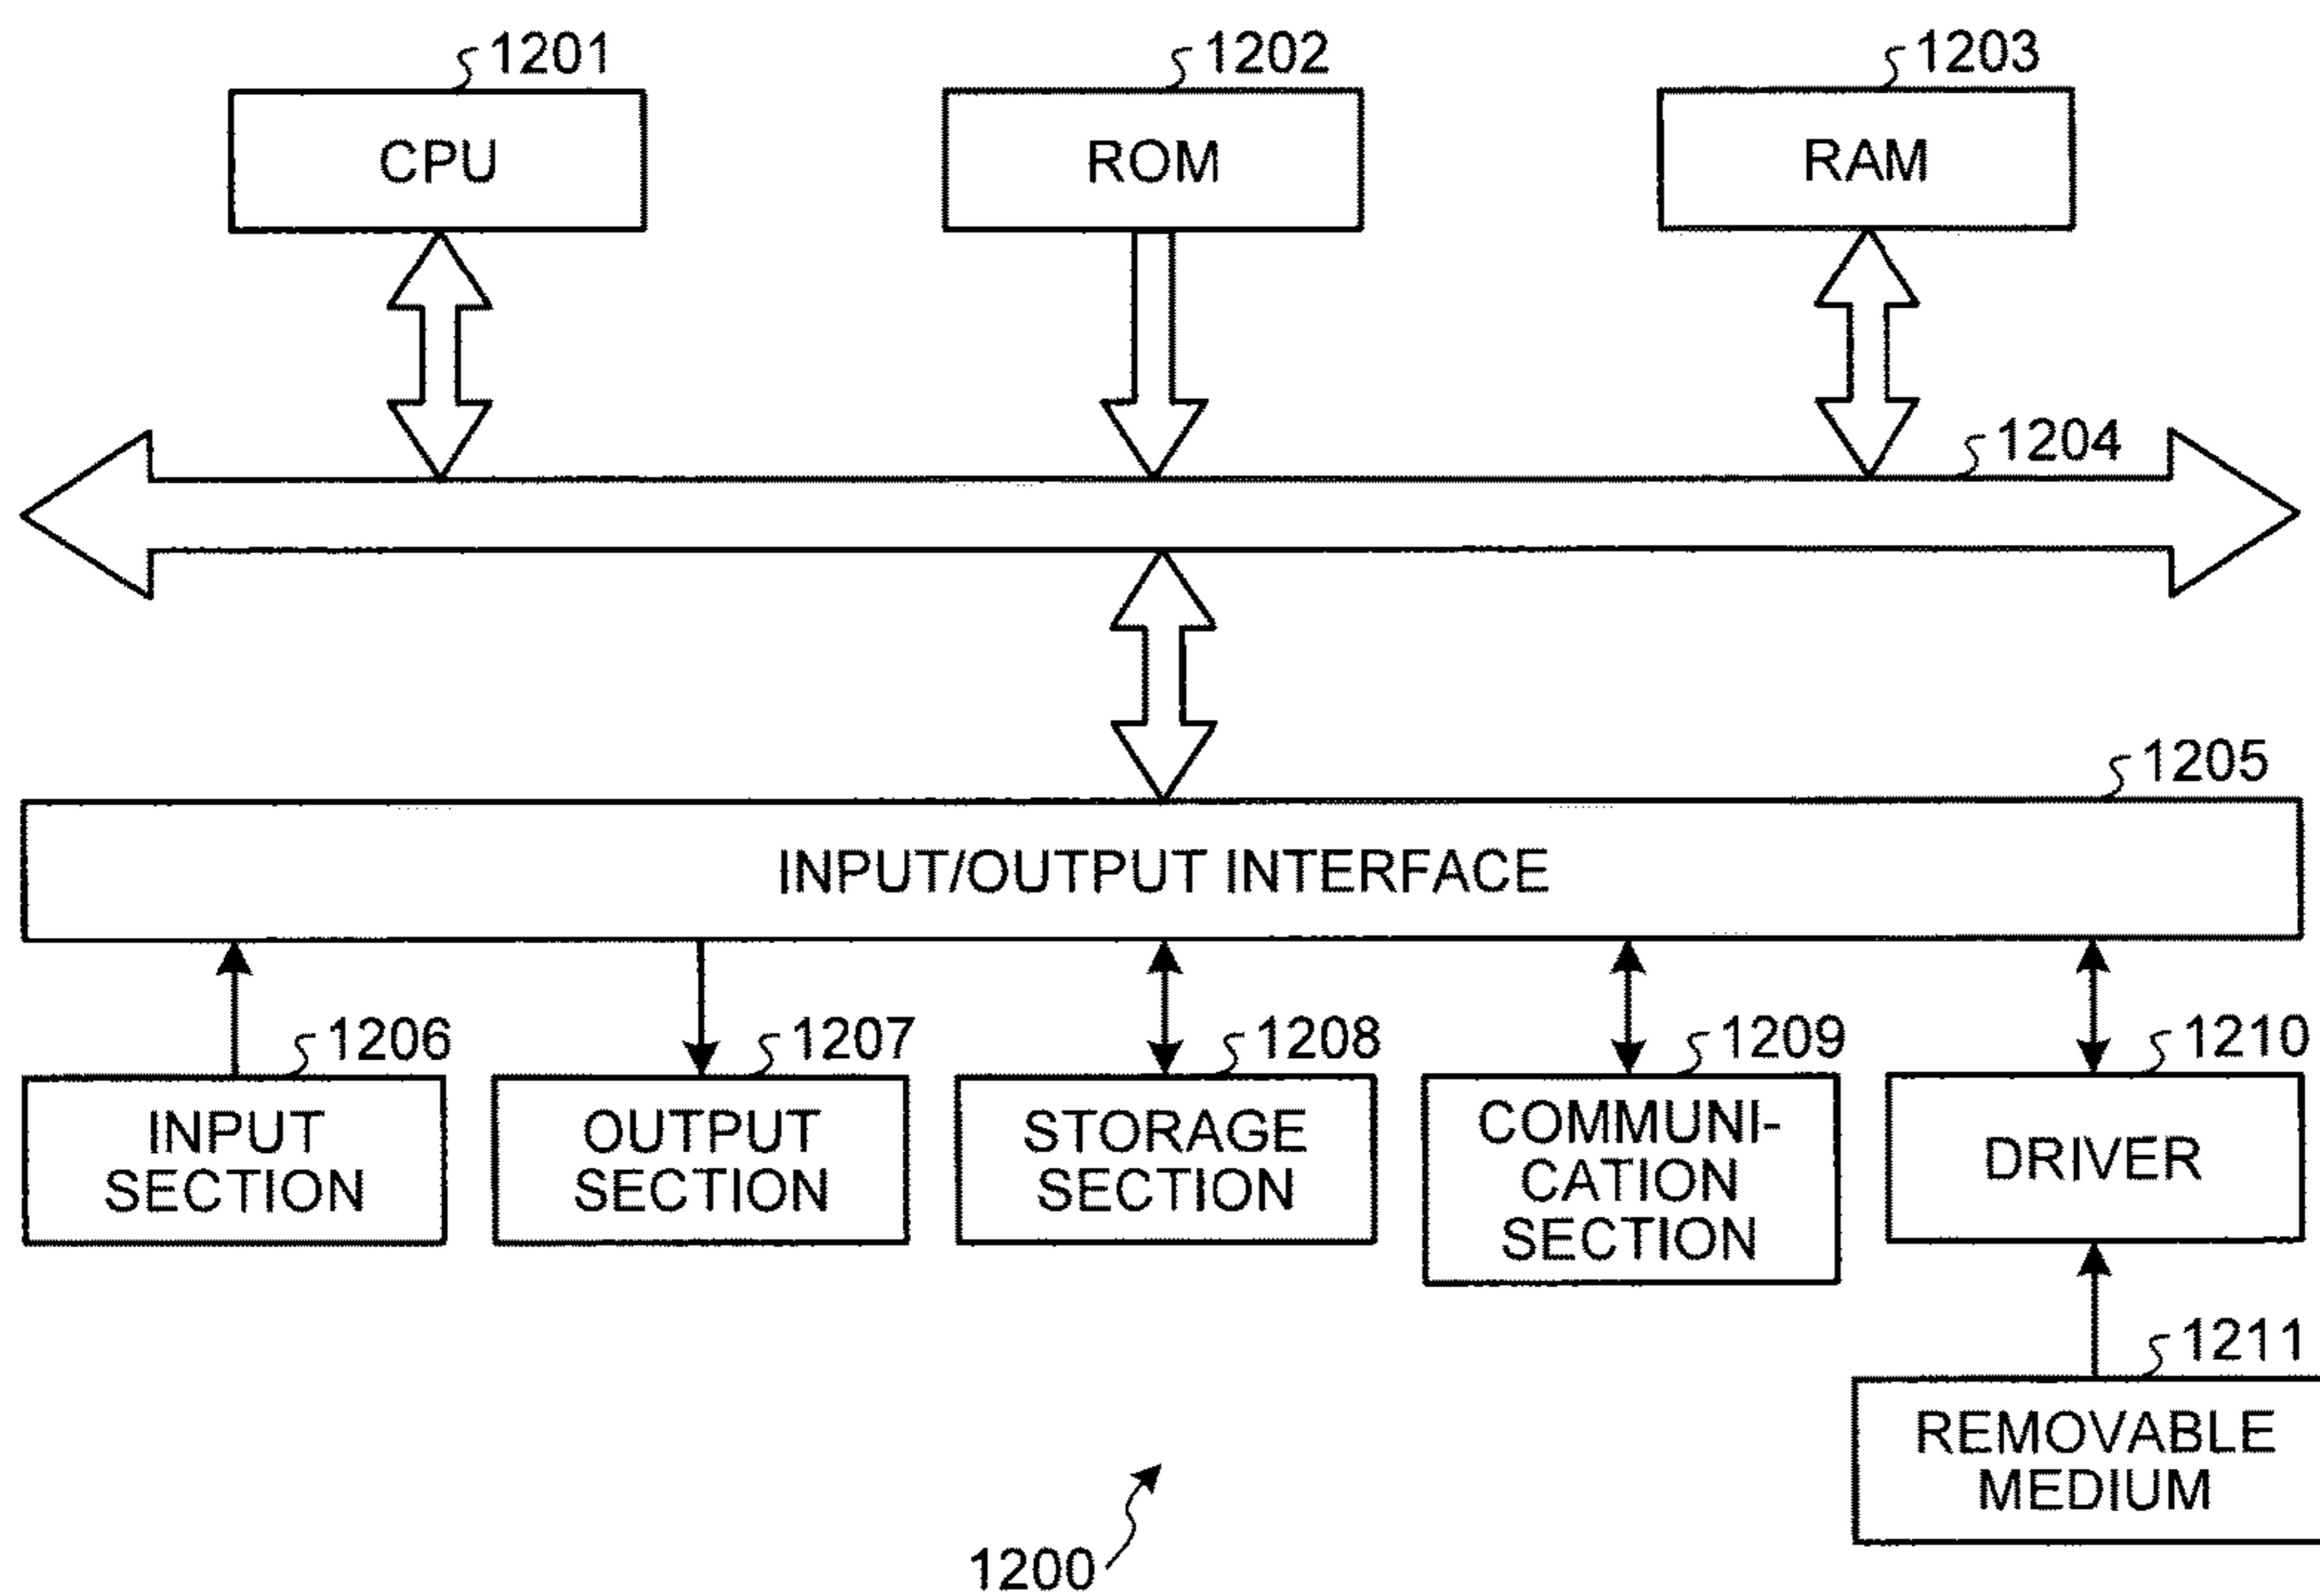 1201
1202
1203
CPU
ROM
RAM
1204
1205
INPUT/OUTPUT INTERFACE
1206
1207
1208
1209
1210
INPUT
SECTION
OUTPUT
SECTION
STORAGE
SECTION
COMMUNI-
CATION
SECTION
DRIVER
1211
REMOVABLE
MEDIUM
1200